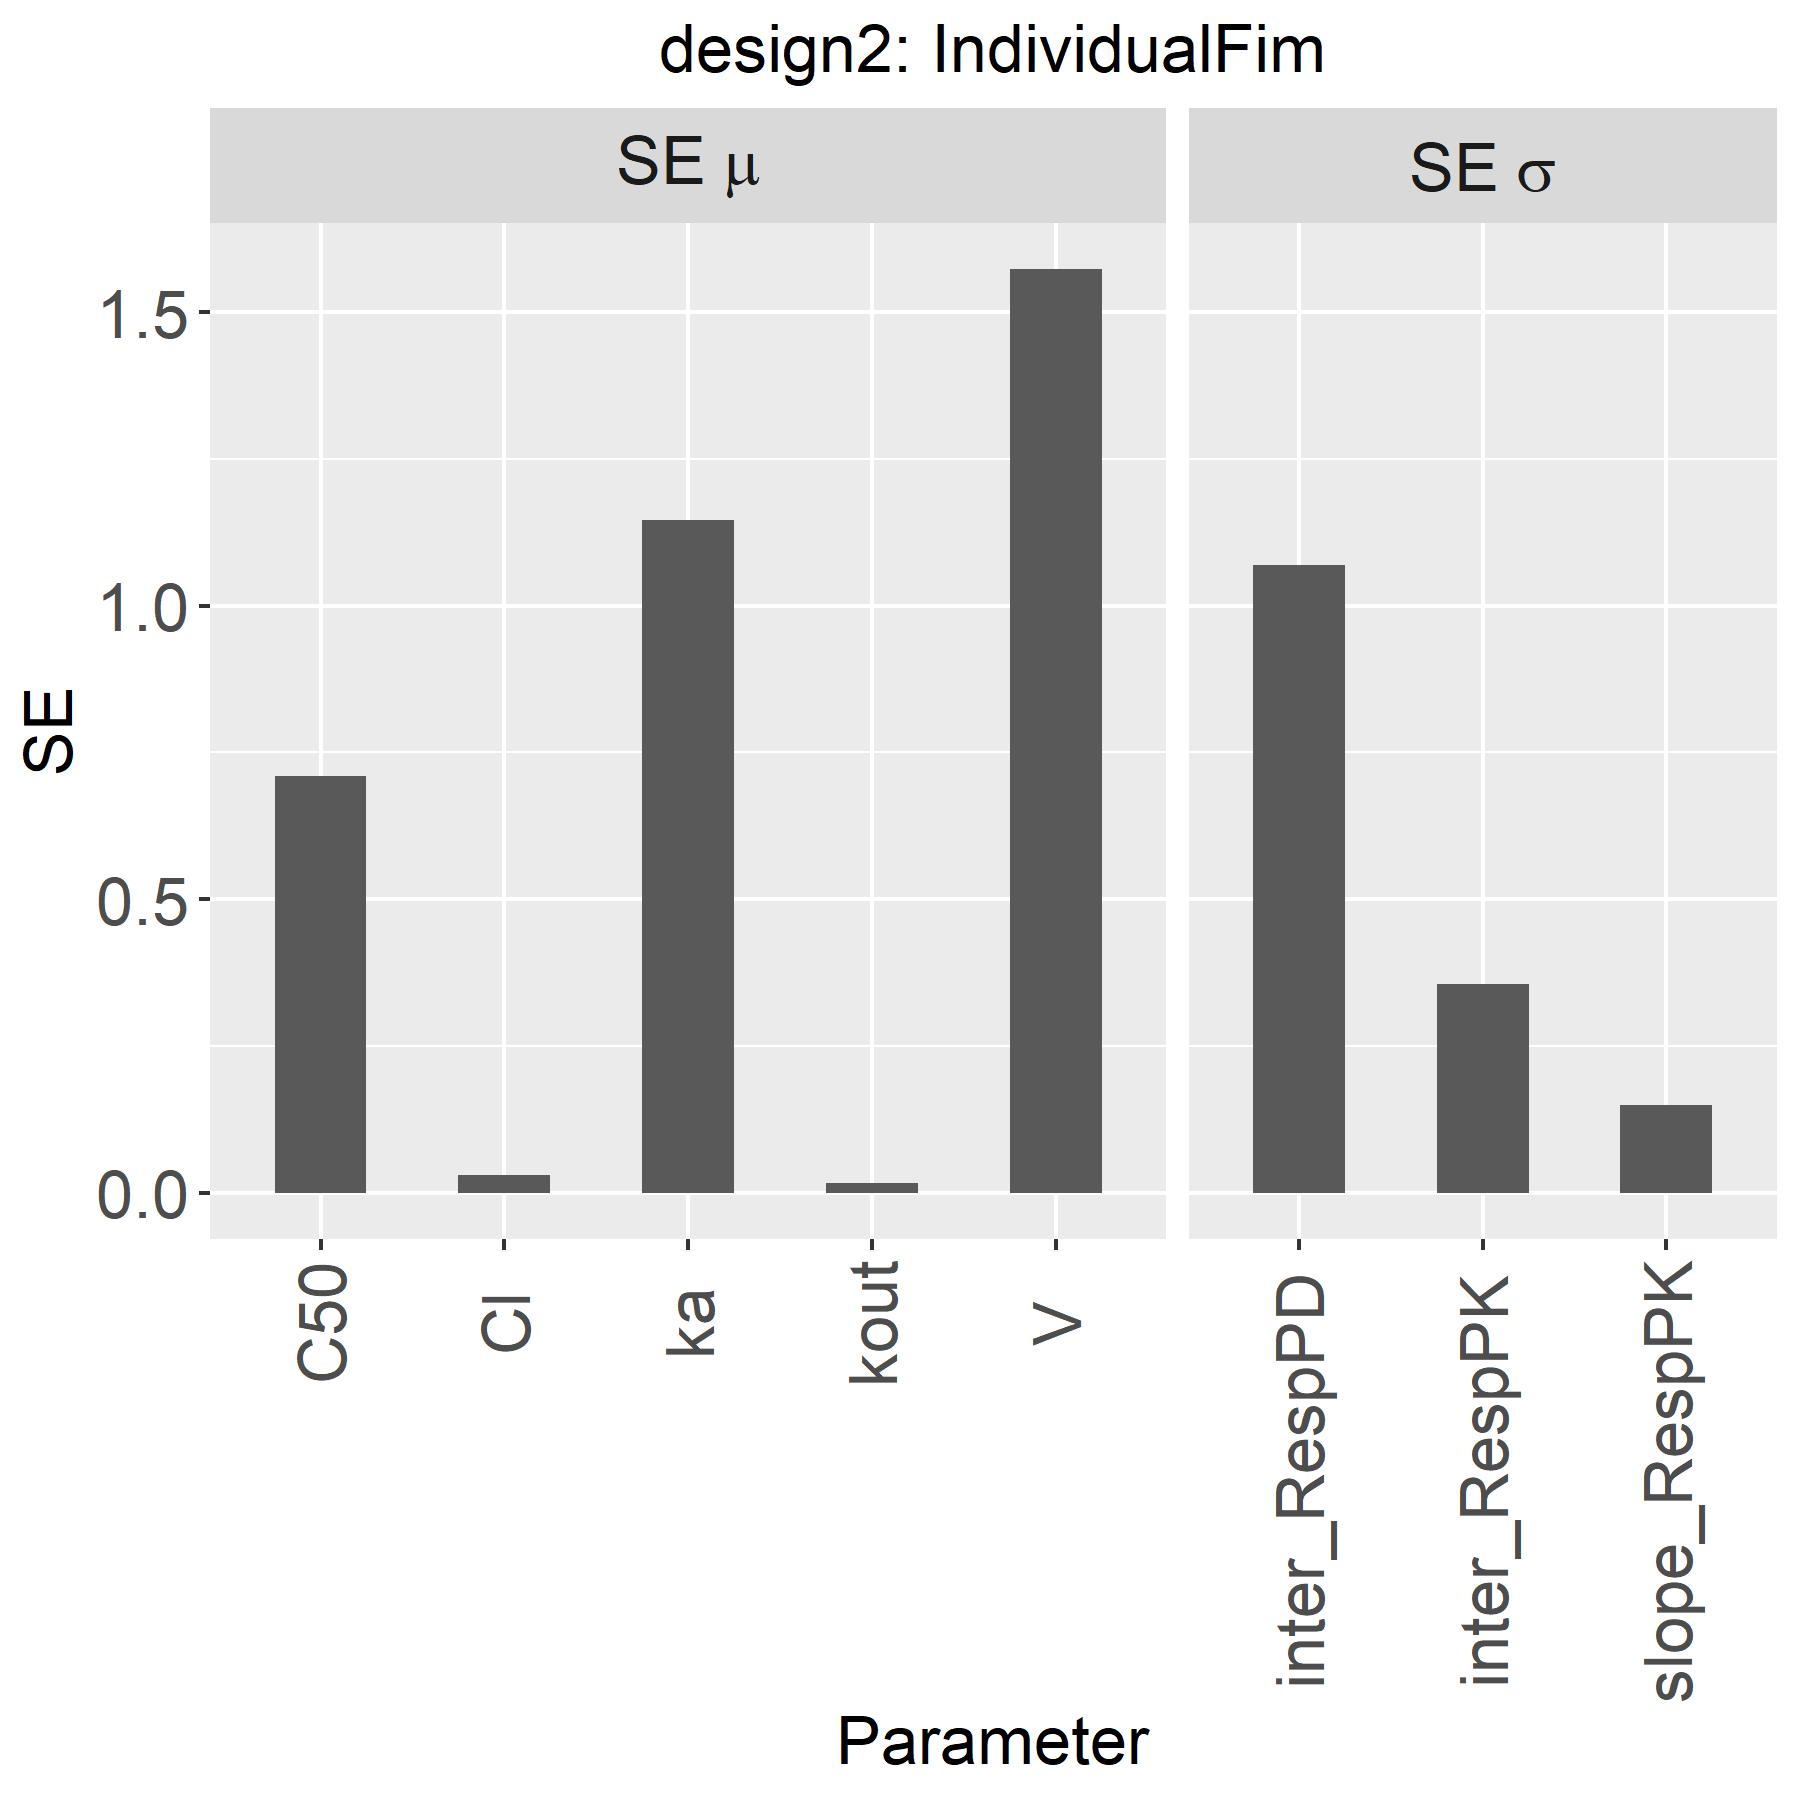 design2: IndividualFim
SE μ
SE σ
SE
1.5
1.0
0.5
0.0
C50
Cl
ka
kout
V
inter_RespPD
inter_RespPK
slope_RespPK
Parameter